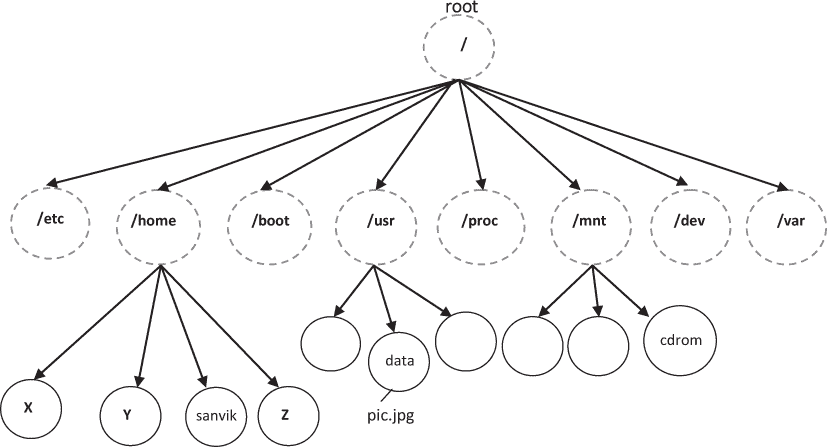 root
/
/etc
/home
/boot
/usr
/proc
/mnt
/dev
/var
data
cdrom
X
Y
sanvik
Z
pic.jpg